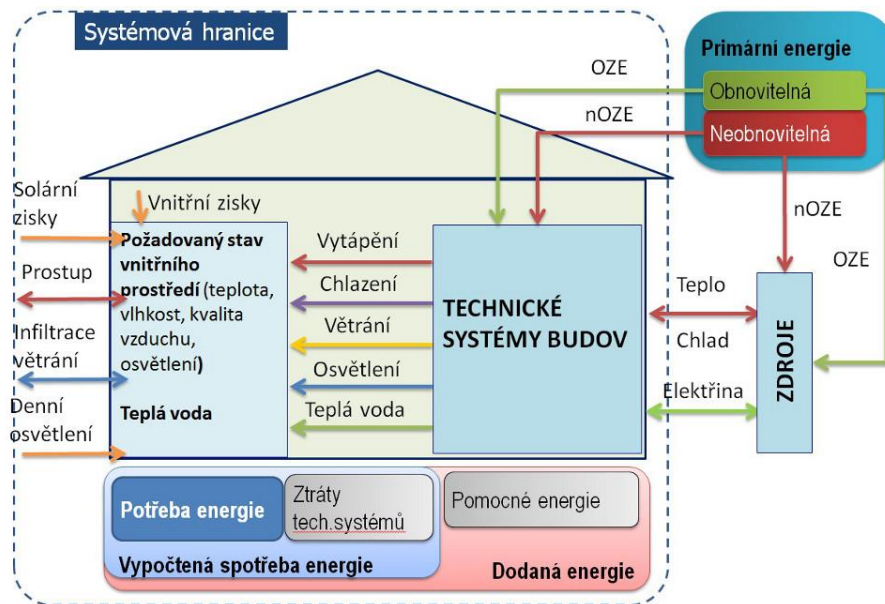 Systémová hranice
Primární energie
OZE
Obnovitelná
nOZE
Neobnovitelná
Solární
zisky
Vnitřní zisky
nOZE
Prostup
Požadovaný stav
vnitřního
prostředí (teplota,
vlhkost, kvalita
vzduchu,
osvětlení)
Teplá voda
Vytápění
OZE
Chlazení
TECHNICKÉ
SYSTÉMY BUDOV
Teplo
Infiltrace
větrání
Větrání
Chlad
ZDROJE
Osvětlení
Elektřina
Denní
osvětlení
Teplá voda
Potřeba energie
Ztráty
tech.systémů
Pomocné energie
Vypočtená spotřeba energie
Dodaná energie